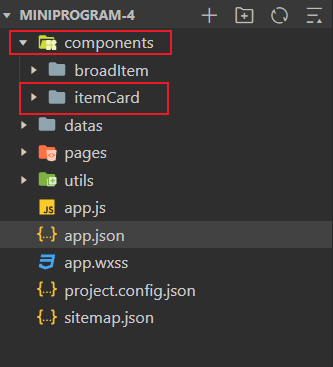 MINIPROGRAM-4
components
broadItem
itemCard
datas
pages
utils
JS app.js
{..} app.json
app.wxss
{..} project.config.json
{..} sitemap.json